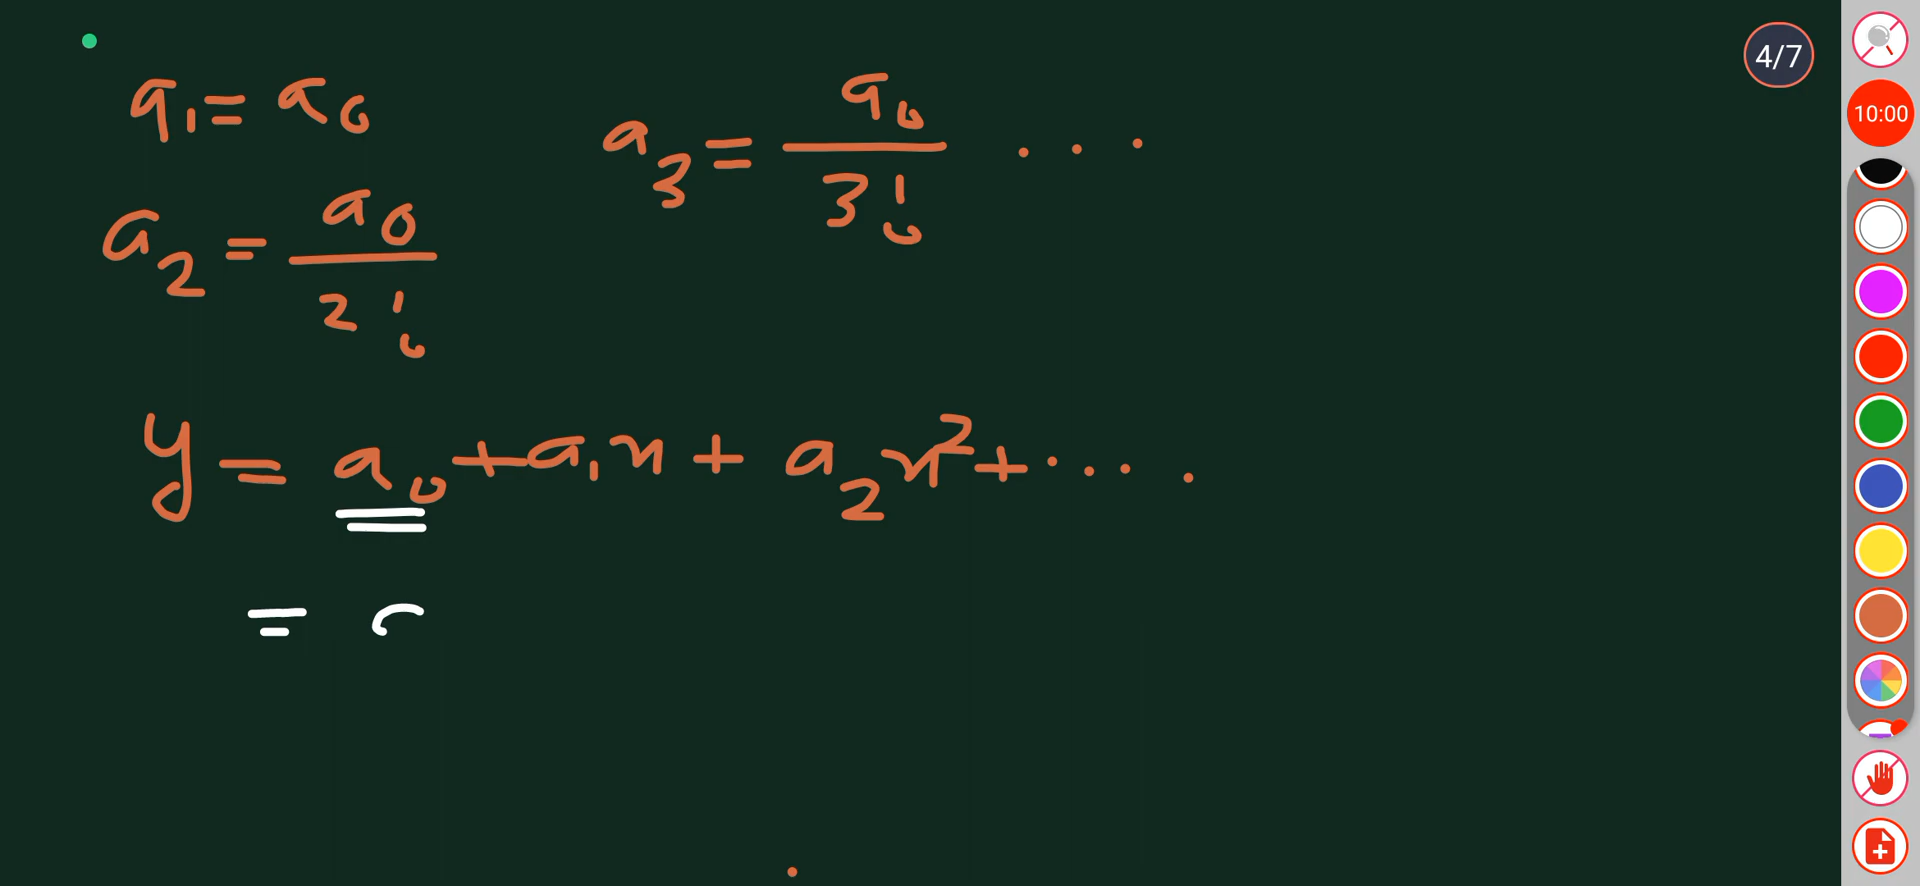 4/7
10:00
a₁ = a₀
a₃ = a₀/3! . . .
a₂ = a₀/2!
y = a₀ + a₁x + a₂x² + . . . .
=